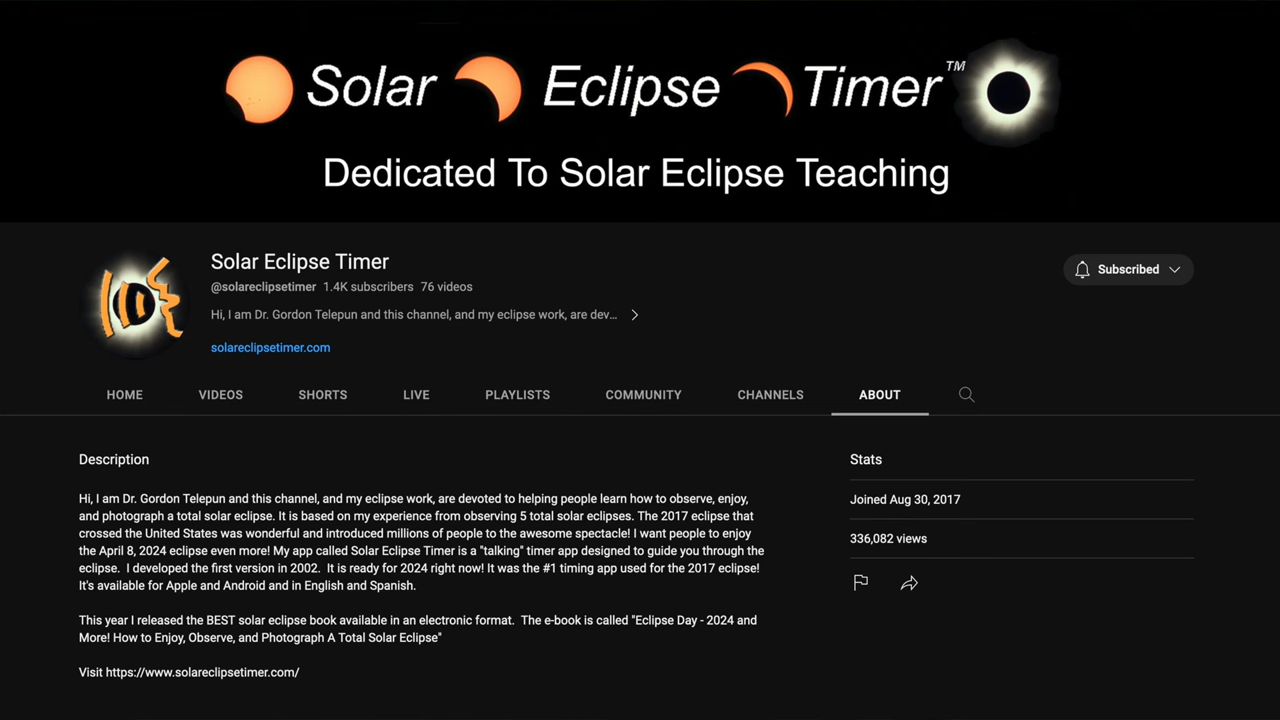 Solar Eclipse Timer™
Dedicated To Solar Eclipse Teaching
Solar Eclipse Timer
@solareclipsetimer 1.4K subscribers 76 videos
Hi, I am Dr. Gordon Telepun and this channel, and my eclipse work, are dev...
solareclipsetimer.com
Subscribed
HOME VIDEOS SHORTS LIVE PLAYLISTS COMMUNITY CHANNELS ABOUT
Description
Hi, I am Dr. Gordon Telepun and this channel, and my eclipse work, are devoted to helping people learn how to observe, enjoy,
and photograph a total solar eclipse. It is based on my experience from observing 5 total solar eclipses. The 2017 eclipse that
crossed the United States was wonderful and introduced millions of people to the awesome spectacle! I want people to enjoy
the April 8, 2024 eclipse even more! My app called Solar Eclipse Timer is a "talking" timer app designed to guide you through the
eclipse.  I developed the first version in 2002.  It is ready for 2024 right now! It was the #1 timing app used for the 2017 eclipse!
It's available for Apple and Android and in English and Spanish.
This year I released the BEST solar eclipse book available in an electronic format.  The e-book is called "Eclipse Day - 2024 and
More! How to Enjoy, Observe, and Photograph A Total Solar Eclipse"
Visit https://www.solareclipsetimer.com/
Stats
Joined Aug 30, 2017
336,082 views